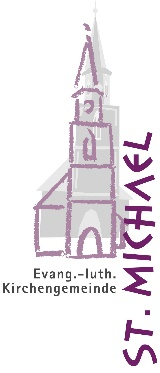 Evang.-luth.
Kirchengemeinde
ST. MICHAEL